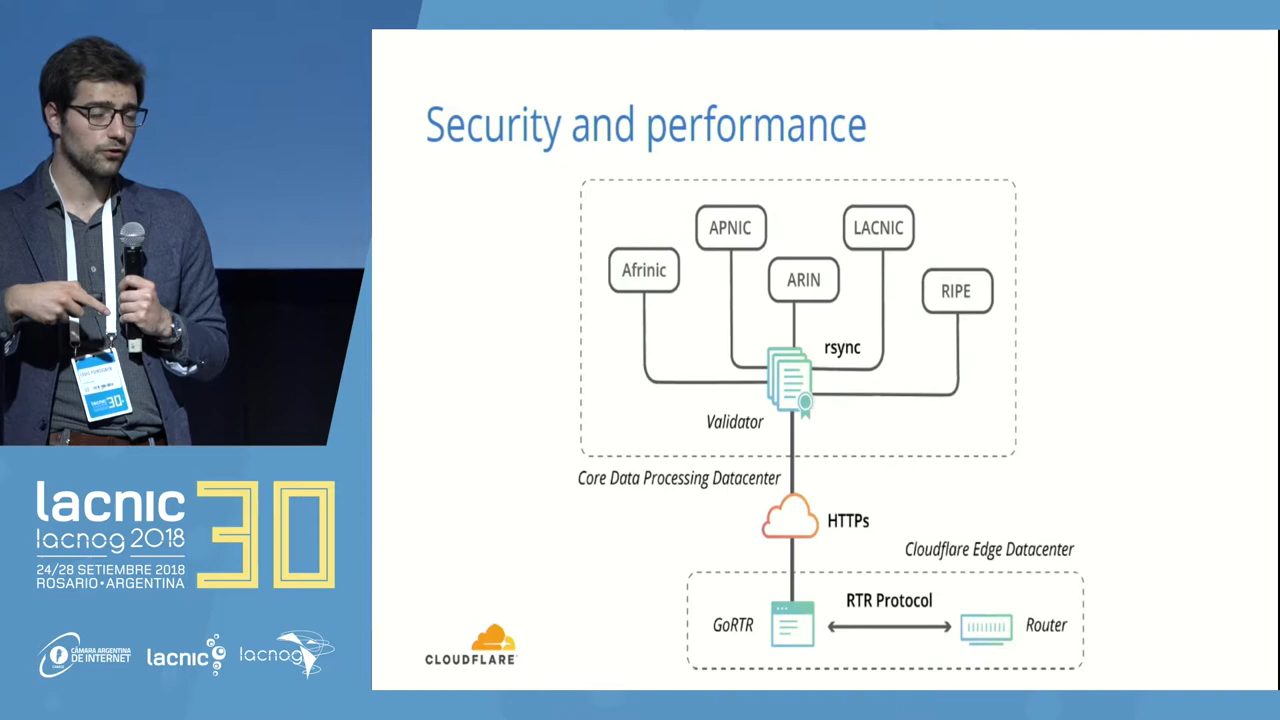 Security and performance
APNIC
LACNIC
Afrinic
ARIN
RIPE
rsync
Validator
Core Data Processing Datacenter
HTTPs
Cloudflare Edge Datacenter
RTR Protocol
GoRTR
Router
CLOUDFLARE
30
lacnic 30
lacnog 2018
24/28 SETIEMBRE 2018
ROSARIO • ARGENTINA
CÁMARA ARGENTINA
DE INTERNET
lacnic
lacnog